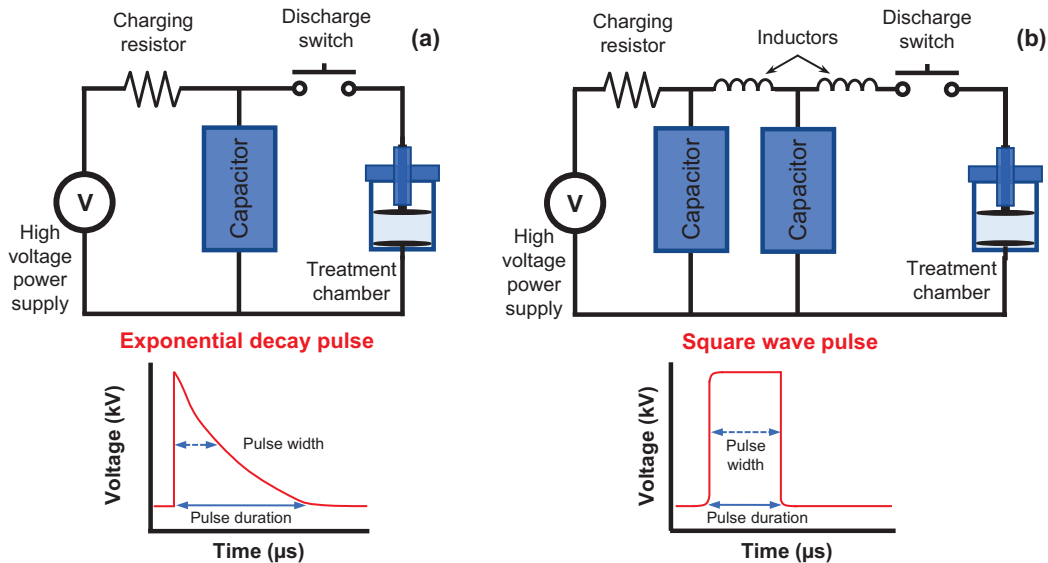 Charging
resistor
Discharge
switch
(a)
Capacitor
V
High
voltage
power
supply
Treatment
chamber
Exponential decay pulse
Voltage (kV)
Pulse width
Pulse duration
Time (µs)
Charging
resistor
Inductors
Discharge
switch
(b)
Capacitor
Capacitor
V
High
voltage
power
supply
Treatment
chamber
Square wave pulse
Voltage (kV)
Pulse
width
Pulse duration
Time (µs)